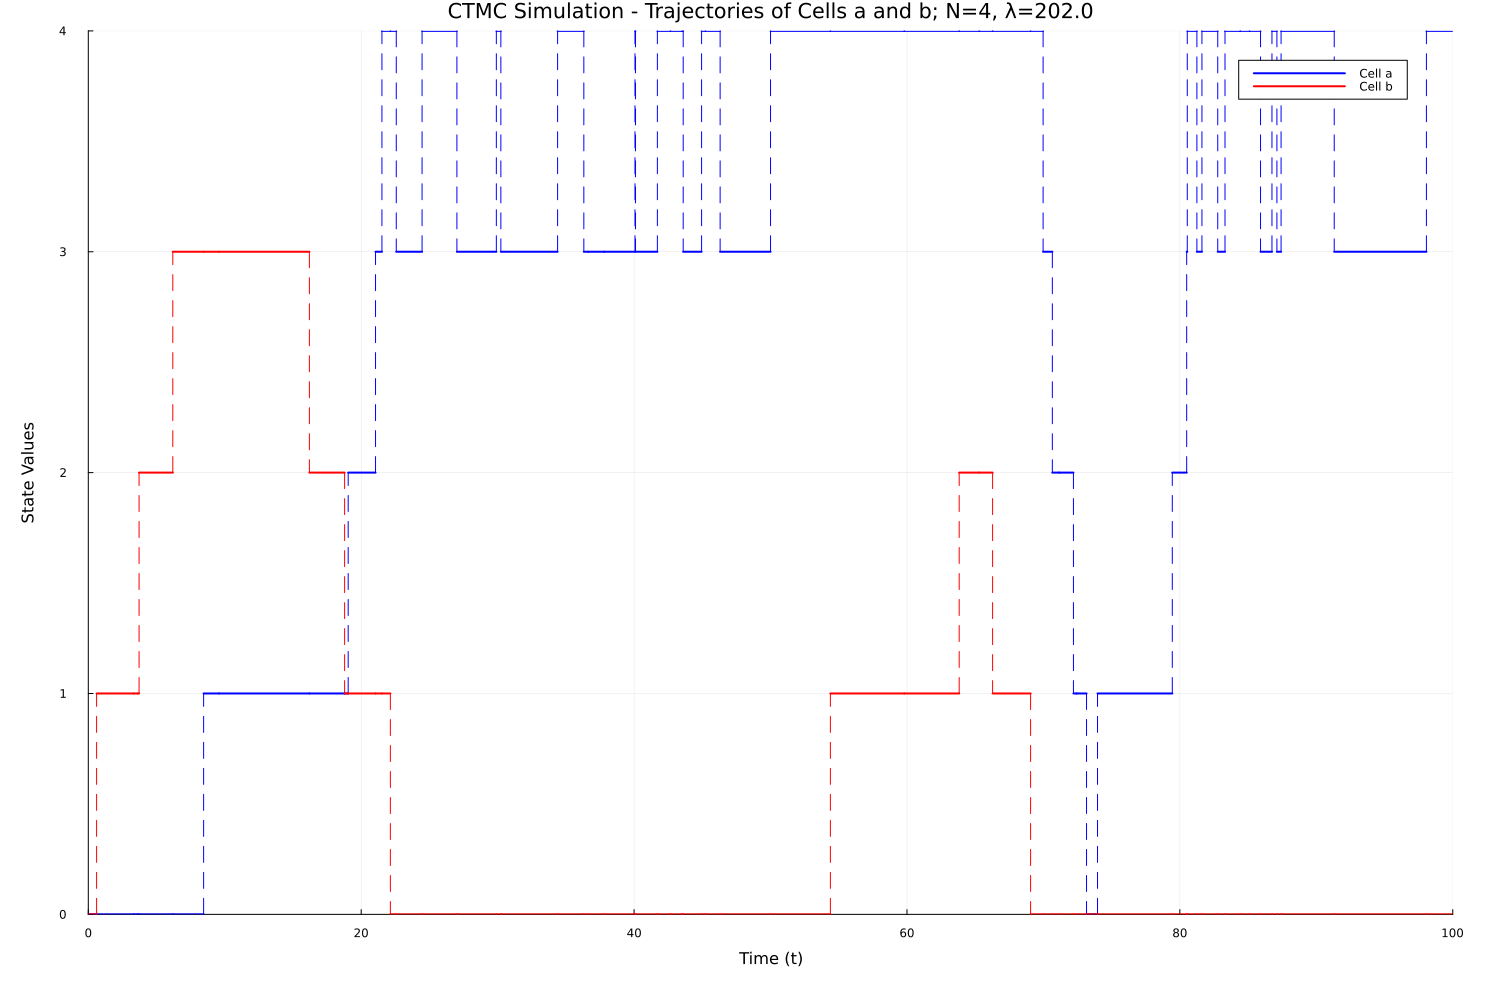 CTMC Simulation - Trajectories of Cells a and b; N=4, λ=202.0
4
Cell a
Cell b
3
State Values
2
1
0
0 20 40 60 80 100
Time (t)